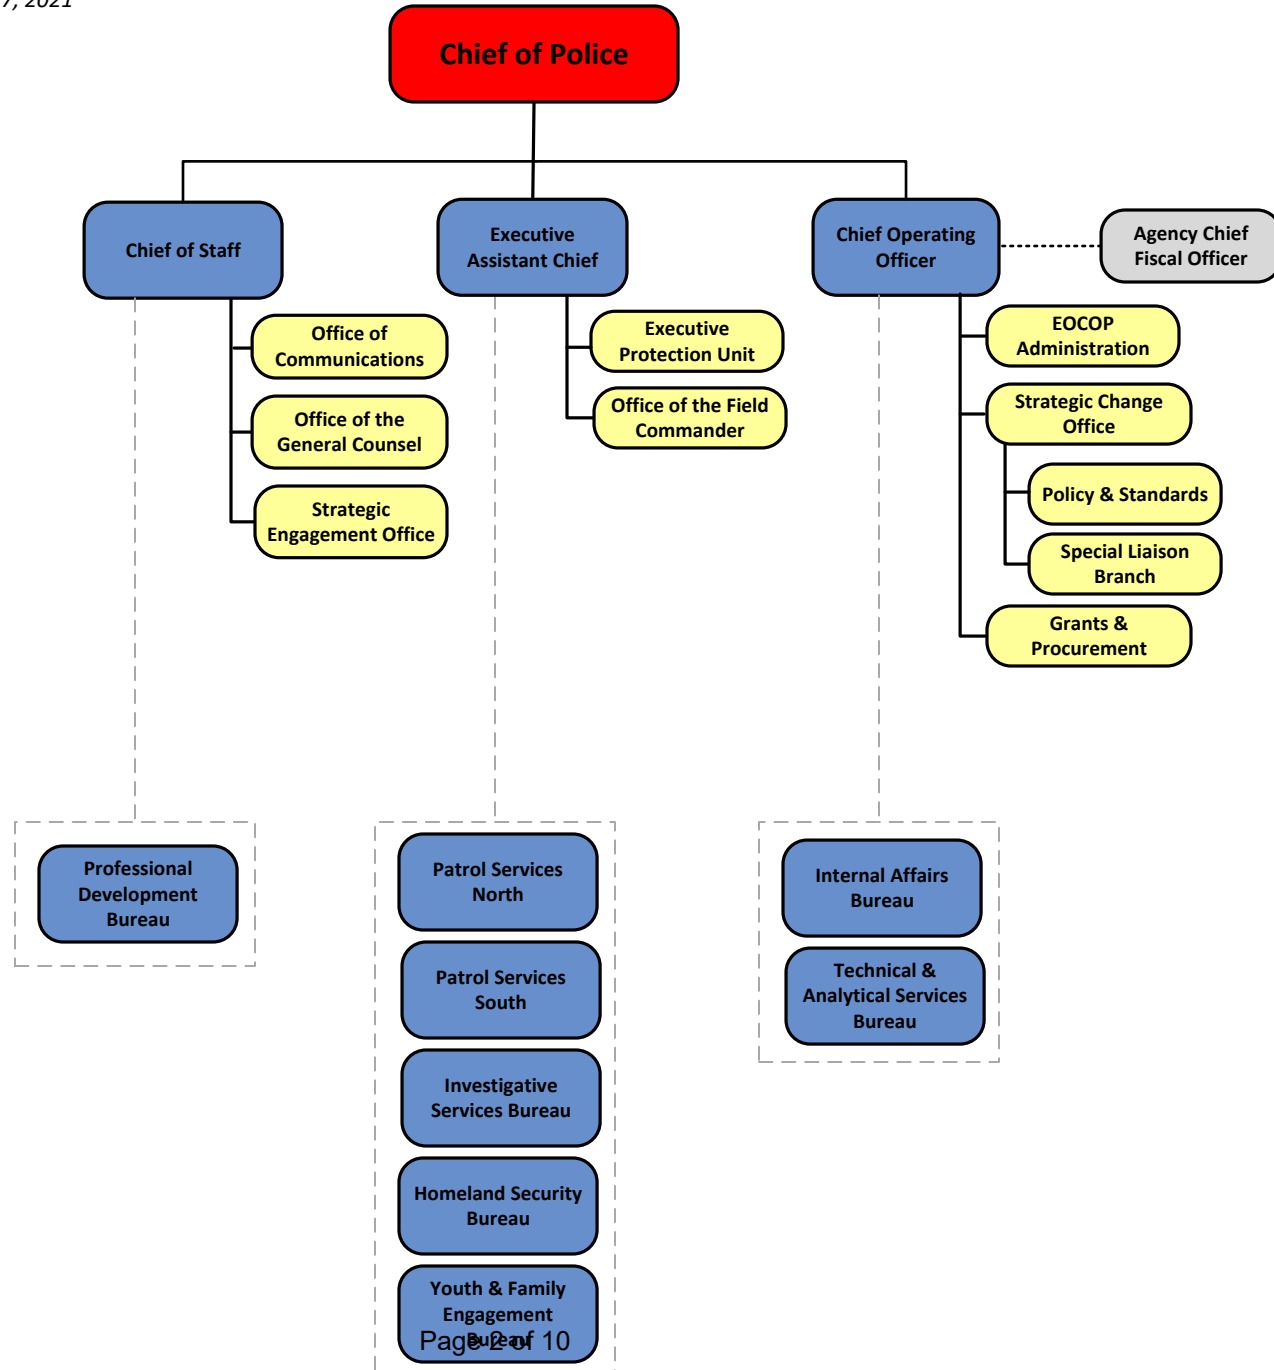 7, 2021
Chief of Police
Chief of Staff
Executive
Assistant Chief
Chief Operating
Officer
Agency Chief
Fiscal Officer
Office of
Communications
Office of the
General Counsel
Strategic
Engagement Office
Executive
Protection Unit
Office of the Field
Commander
EOCOP
Administration
Strategic Change
Office
Policy & Standards
Special Liaison
Branch
Grants &
Procurement
Professional
Development
Bureau
Patrol Services
North
Patrol Services
South
Investigative
Services Bureau
Homeland Security
Bureau
Youth & Family
Engagement
Bureau
Internal Affairs
Bureau
Technical &
Analytical Services
Bureau
Page 2 of 10